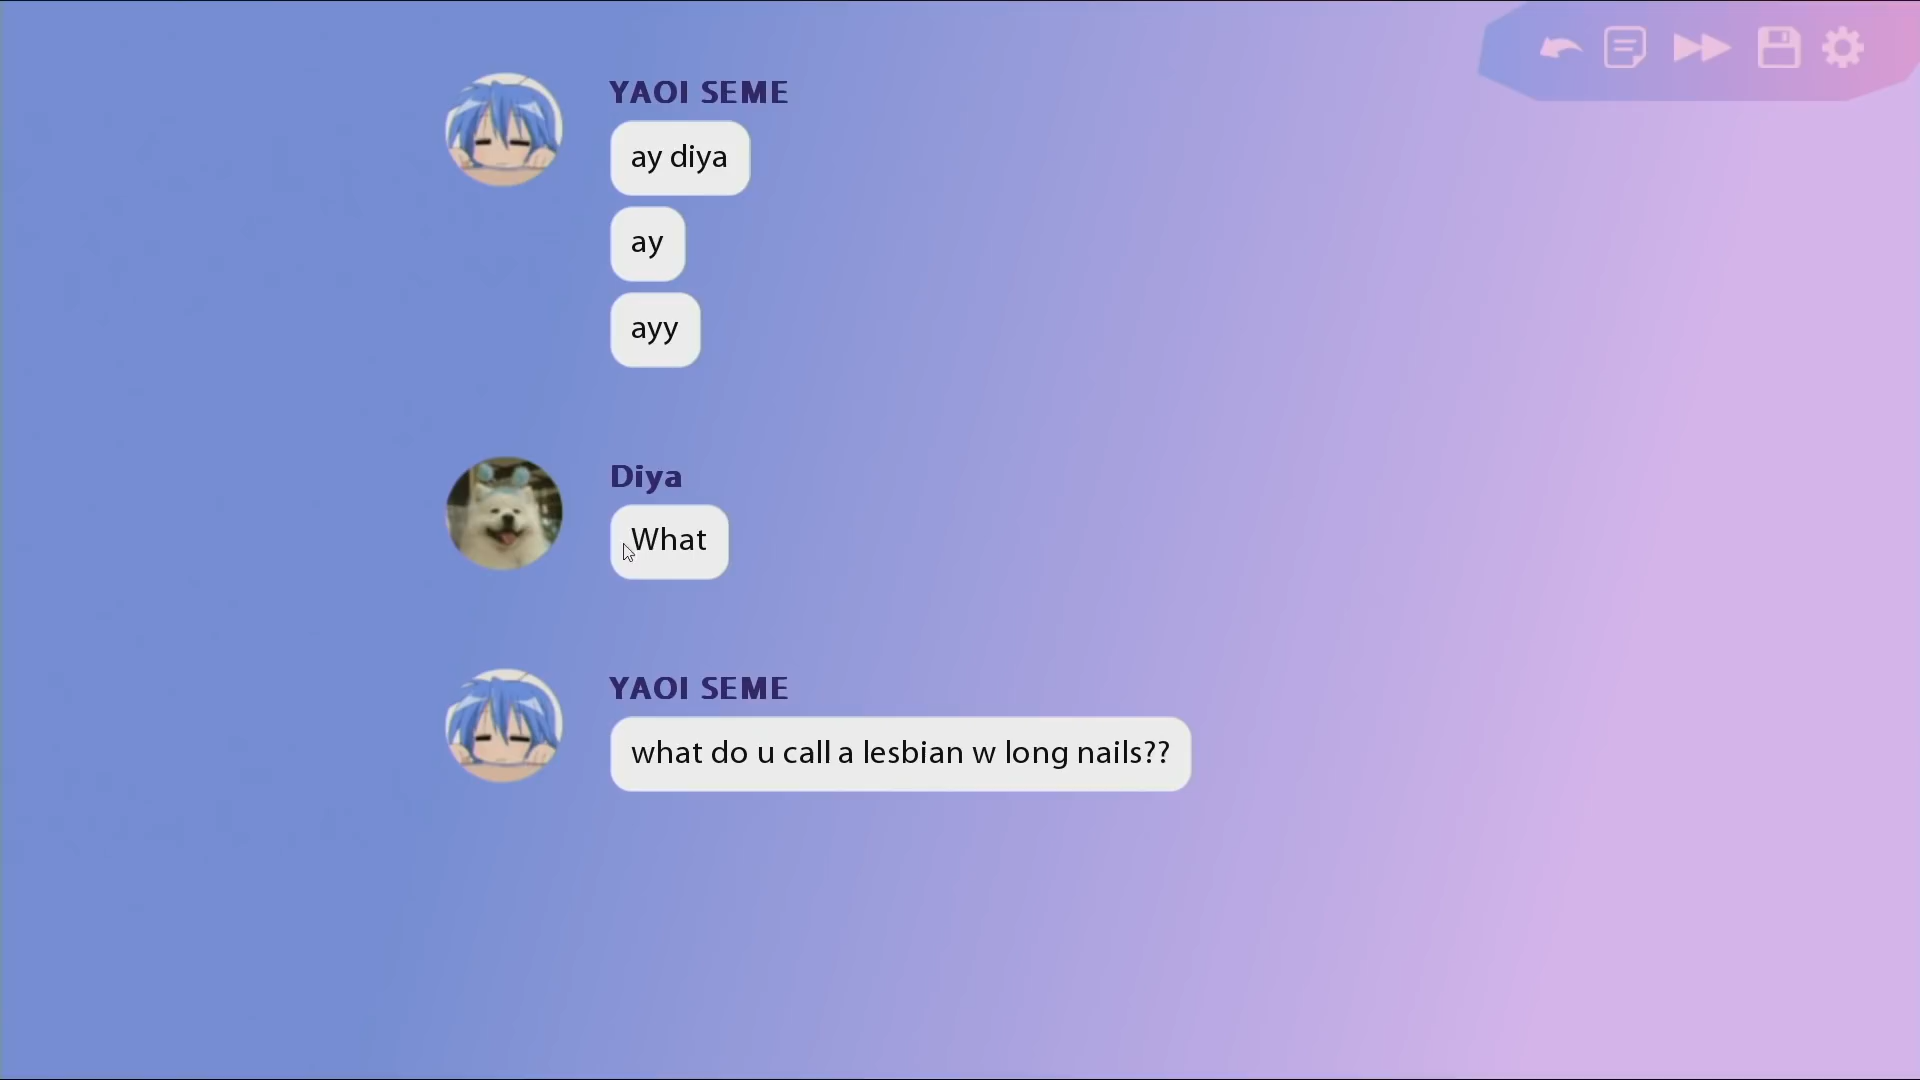 YAOI SEME
ay diya
ay
ayy
Diya
What
YAOI SEME
what do u call a lesbian w long nails??